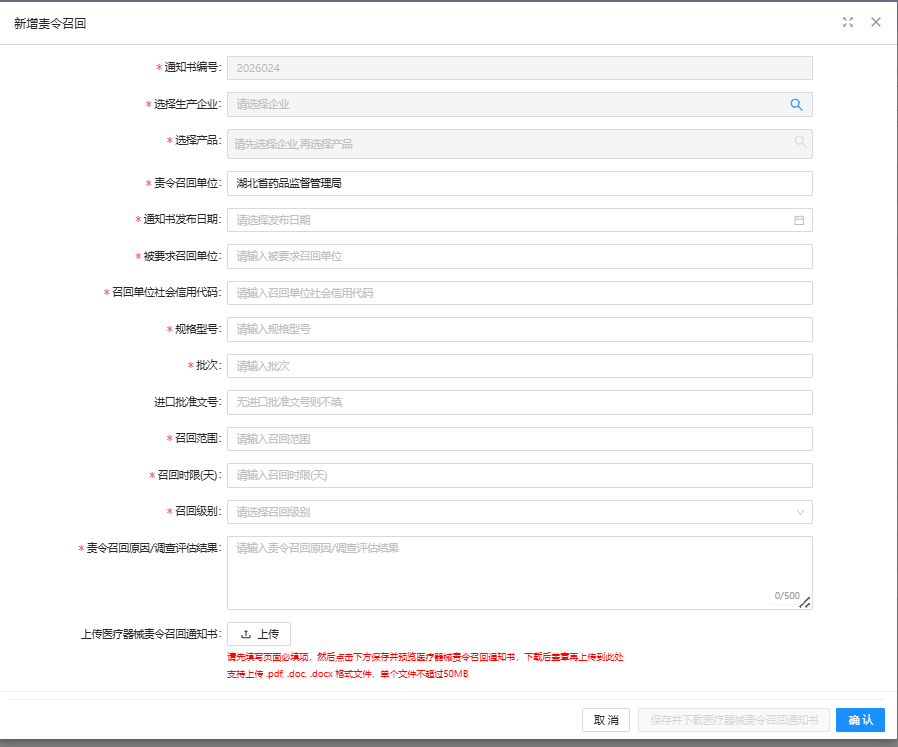 新增责令召回
* 通知书编号: 2026024
* 选择生产企业: 请选择企业
* 选择产品: 请先选择企业,再选择产品
* 责令召回单位: 湖北省药品监督管理局
* 通知书发布日期: 请选择发布日期
* 被要求召回单位: 请输入被要求召回单位
* 召回单位社会信用代码: 请输入召回单位社会信用代码
* 规格型号: 请输入规格型号
* 批次: 请输入批次
进口批准文号: 无进口批准文号则不填
* 召回范围: 请输入召回范围
* 召回时限(天): 请输入召回时限(天)
* 召回级别: 请选择召回级别
* 责令召回原因/调查评估结果: 请输入责令召回原因/调查评估结果
0/500
上传医疗器械责令召回通知书: 上传
请先填写页面必填项，然后点击下方保存并预览医疗器械责令召回通知书，下载后盖章再上传到此处
支持上传 .pdf, .doc, .docx 格式文件，单个文件不超过50MB
取 消 保存并下载医疗器械责令召回通知书 确 认